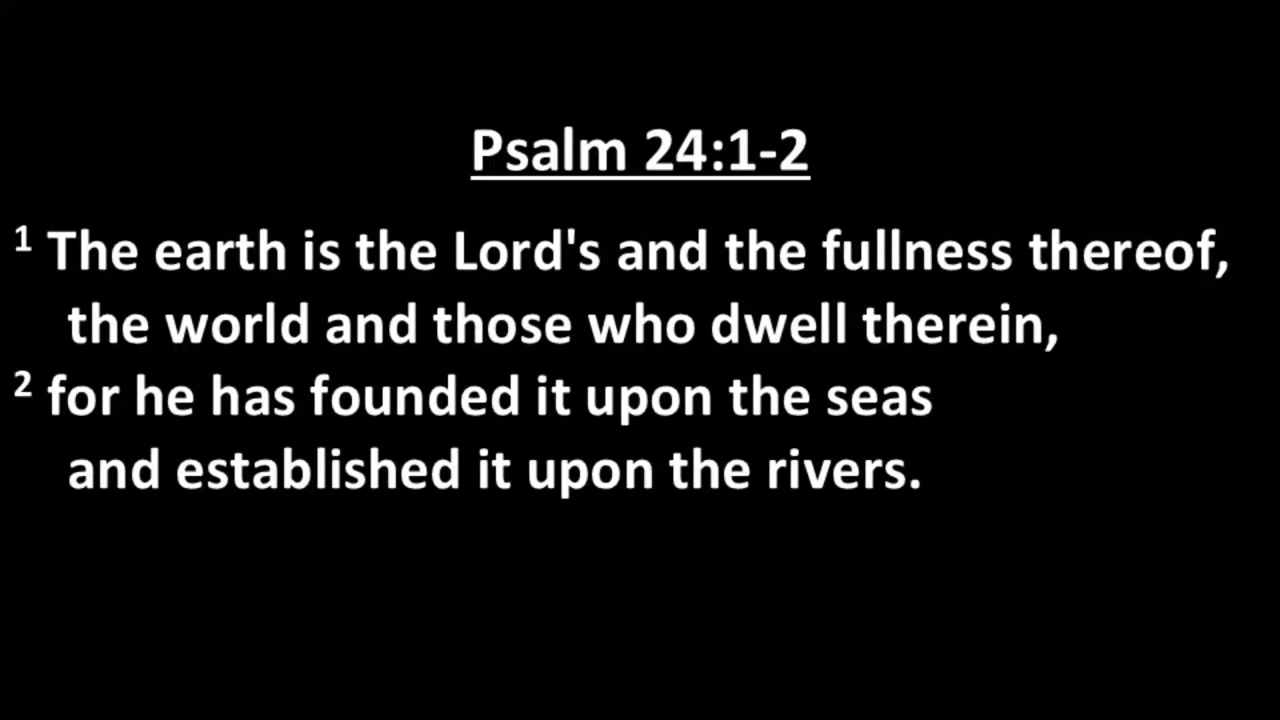 Psalm 24:1-2
1 The earth is the Lord's and the fullness thereof,
the world and those who dwell therein,
2 for he has founded it upon the seas
and established it upon the rivers.